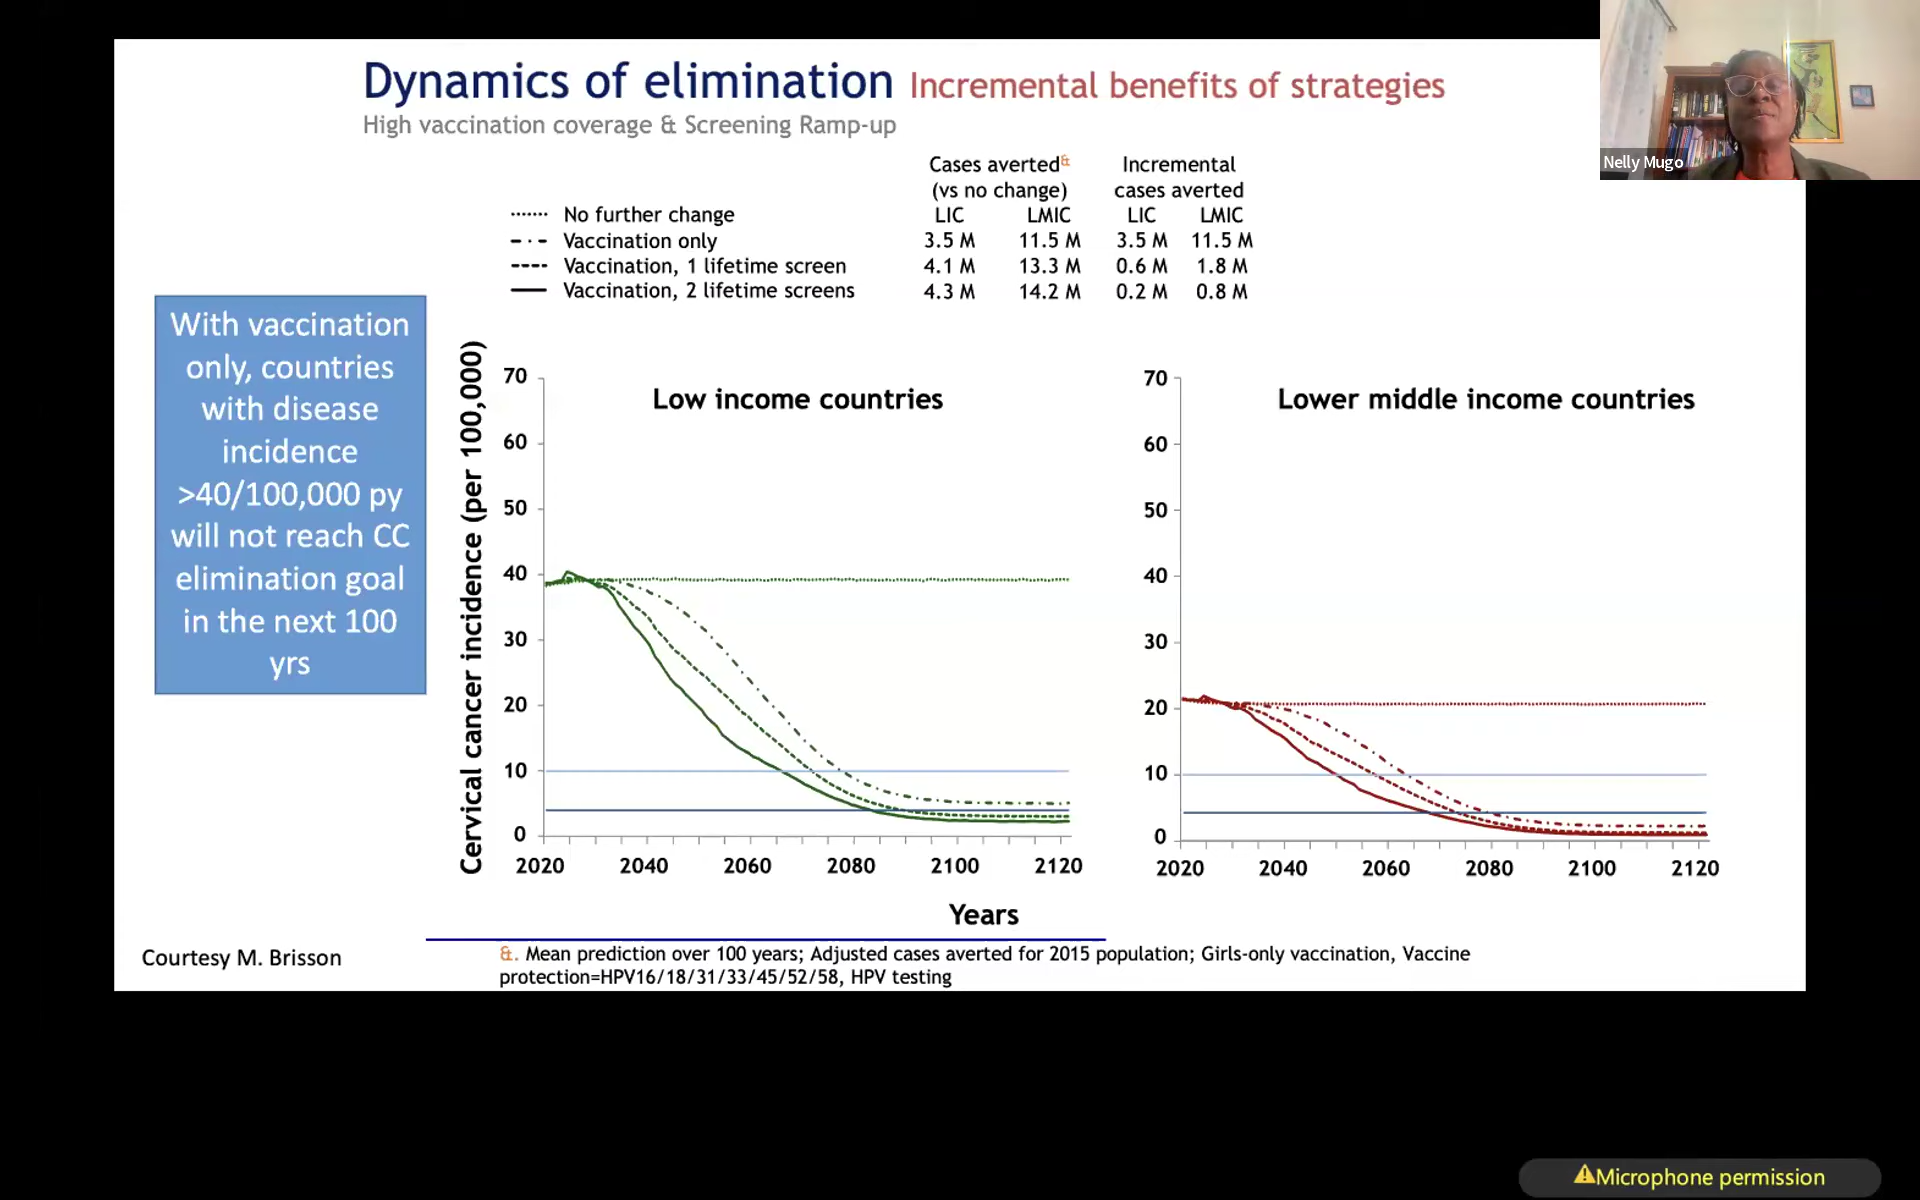 Dynamics of elimination Incremental benefits of strategies
High vaccination coverage & Screening Ramp-up
Nelly Mugo
Cases averted& Incremental
(vs no change) cases averted
LIC LMIC LIC LMIC
No further change
Vaccination only 3.5 M 11.5 M 3.5 M 11.5 M
Vaccination, 1 lifetime screen 4.1 M 13.3 M 0.6 M 1.8 M
Vaccination, 2 lifetime screens 4.3 M 14.2 M 0.2 M 0.8 M
With vaccination
only, countries
with disease
incidence
>40/100,000 py
will not reach CC
elimination goal
in the next 100
yrs
Cervical cancer incidence (per 100,000)
Low income countries
70
60
50
40
30
20
10
0
2020 2040 2060 2080 2100 2120
Lower middle income countries
70
60
50
40
30
20
10
0
2020 2040 2060 2080 2100 2120
Years
Courtesy M. Brisson
&. Mean prediction over 100 years; Adjusted cases averted for 2015 population; Girls-only vaccination, Vaccine
protection=HPV16/18/31/33/45/52/58, HPV testing
Microphone permission